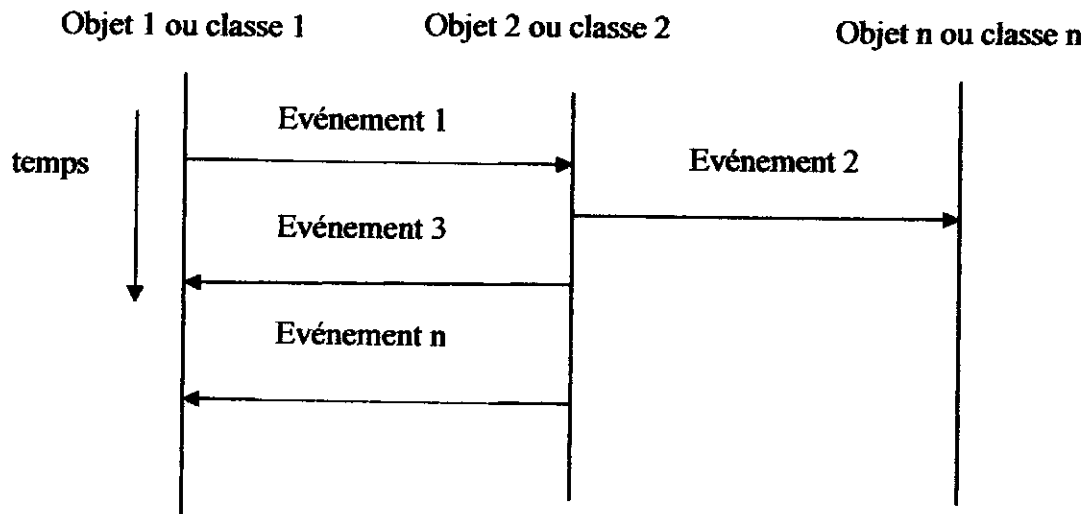 Objet 1 ou classe 1
Objet 2 ou classe 2
Objet n ou classe n
Evénement 1
temps
Evénement 2
Evénement 3
Evénement n